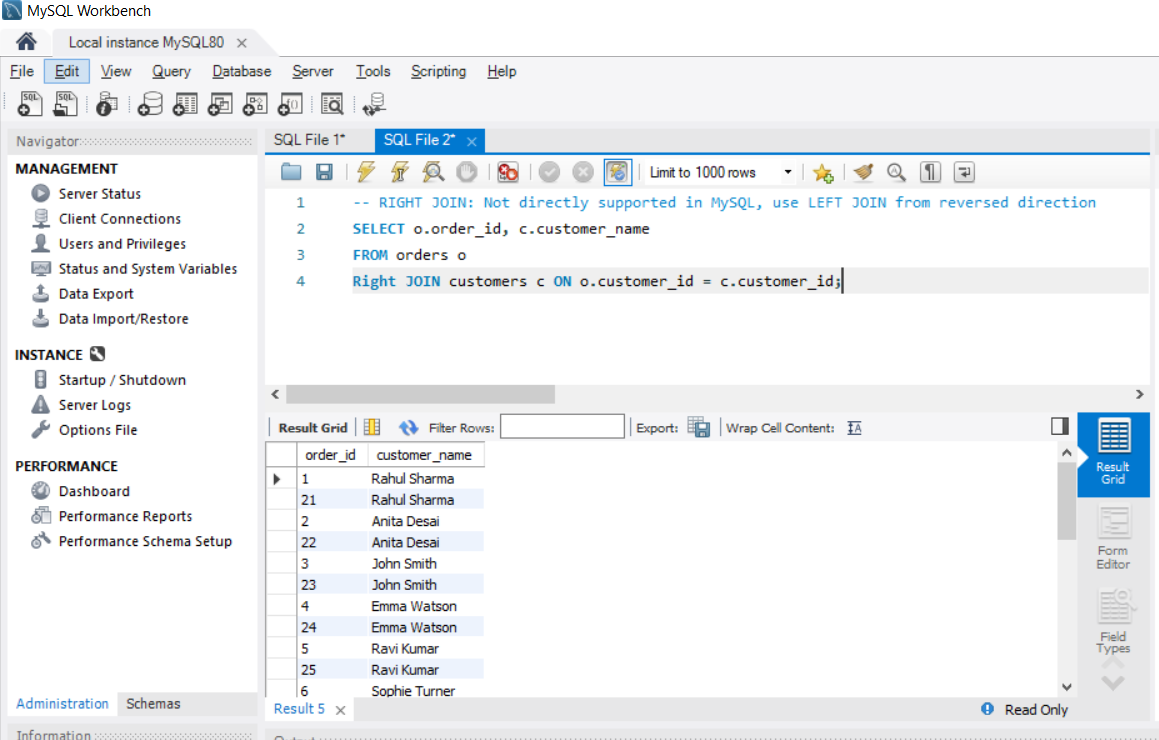 MySQL Workbench
Local instance MySQL80
File Edit View Query Database Server Tools Scripting Help
Navigator
MANAGEMENT
Server Status
Client Connections
Users and Privileges
Status and System Variables
Data Export
Data Import/Restore
INSTANCE
Startup / Shutdown
Server Logs
Options File
PERFORMANCE
Dashboard
Performance Reports
Performance Schema Setup
Administration Schemas
Information
SQL File 1* SQL File 2*
Limit to 1000 rows
1 -- RIGHT JOIN: Not directly supported in MySQL, use LEFT JOIN from reversed direction
2 SELECT o.order_id, c.customer_name
3 FROM orders o
4 Right JOIN customers c ON o.customer_id = c.customer_id;
Result Grid Filter Rows: Export: Wrap Cell Content: IA
order_id customer_name
1 Rahul Sharma
21 Rahul Sharma
2 Anita Desai
22 Anita Desai
3 John Smith
23 John Smith
4 Emma Watson
24 Emma Watson
5 Ravi Kumar
25 Ravi Kumar
6 Sophie Turner
Result 5
Read Only
Result
Grid
Form
Editor
Field
Types